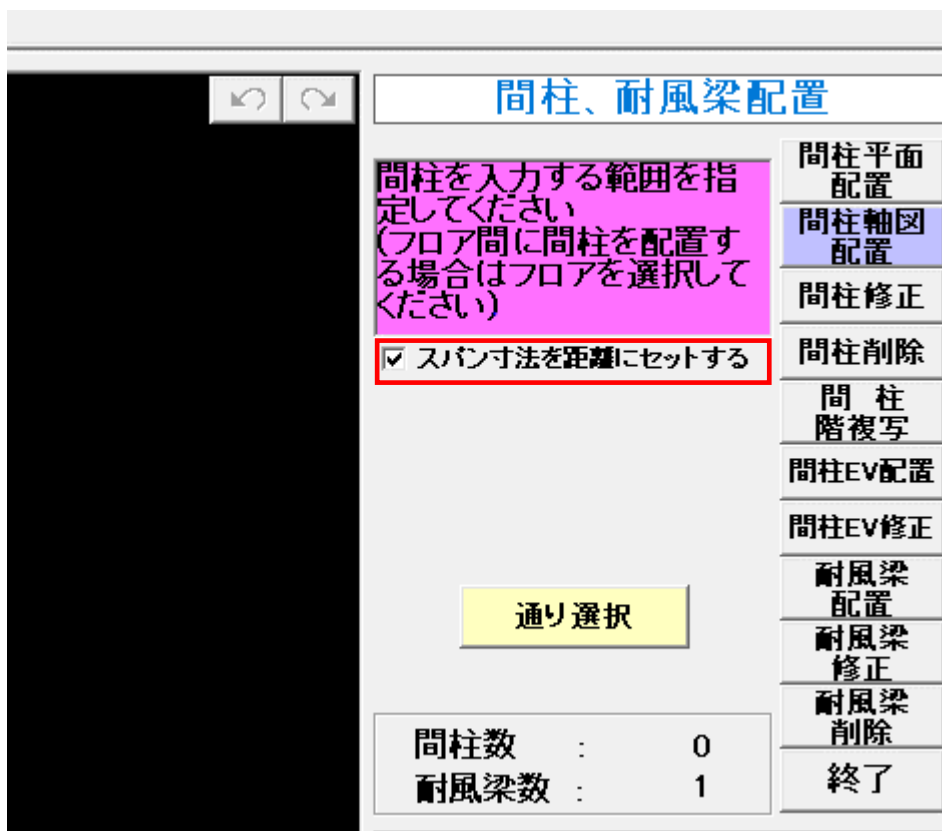 間柱、耐風梁配置
間柱を入力する範囲を指
定してください
(フロア間に間柱を配置す
る場合はフロアを選択して
ください)
スパン寸法を距離にセットする
通り選択
間柱数 : 0
耐風梁数 : 1
間柱平面
配置
間柱軸図
配置
間柱修正
間柱削除
間 柱
階複写
間柱EV配置
間柱EV修正
耐風梁
配置
耐風梁
修正
耐風梁
削除
終了